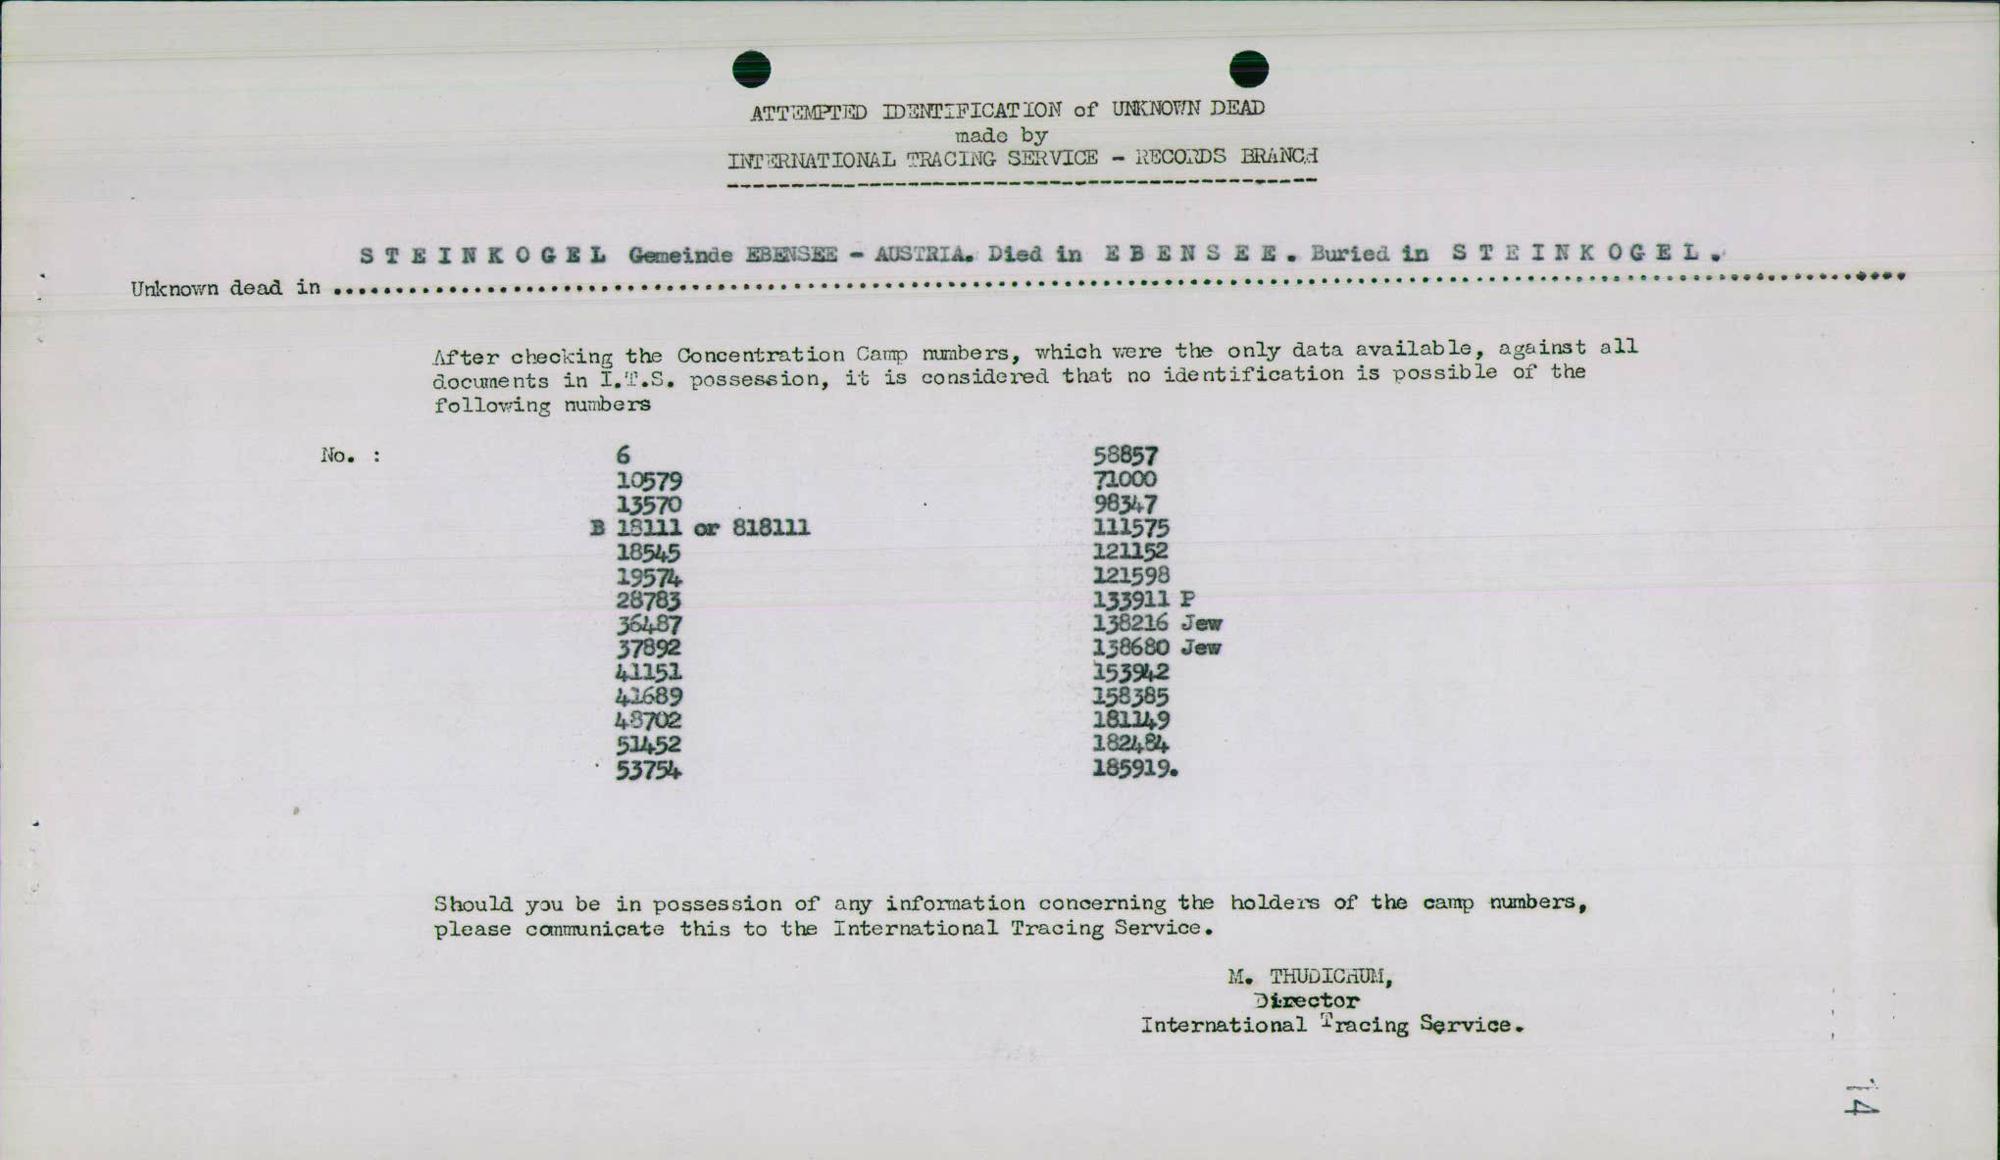 ATTEMPTED IDENTIFICATION of UNKNOWN DEAD
made by
INTERNATIONAL TRACING SERVICE - RECORDS BRANCH
STEINKOGEL Gemeinde EBENSEE - AUSTRIA. Died in EBENSEE. Buried in STEINKOGEL.
Unknown dead in
After checking the Concentration Camp numbers, which were the only data available, against all
documents in I.T.S. possession, it is considered that no identification is possible of the
following numbers
No. : 6 58857
10579 71000
13570 98347
B 18111 or 818111 111575
18545 121152
19574 121598
28783 133911 P
36487 138216 Jew
37892 138680 Jew
41151 153942
41689 158385
48702 181149
51452 182484
53754 185919.
Should you be in possession of any information concerning the holders of the camp numbers,
please communicate this to the International Tracing Service.
M. THUDICHUM,
Director
International Tracing Service.
14